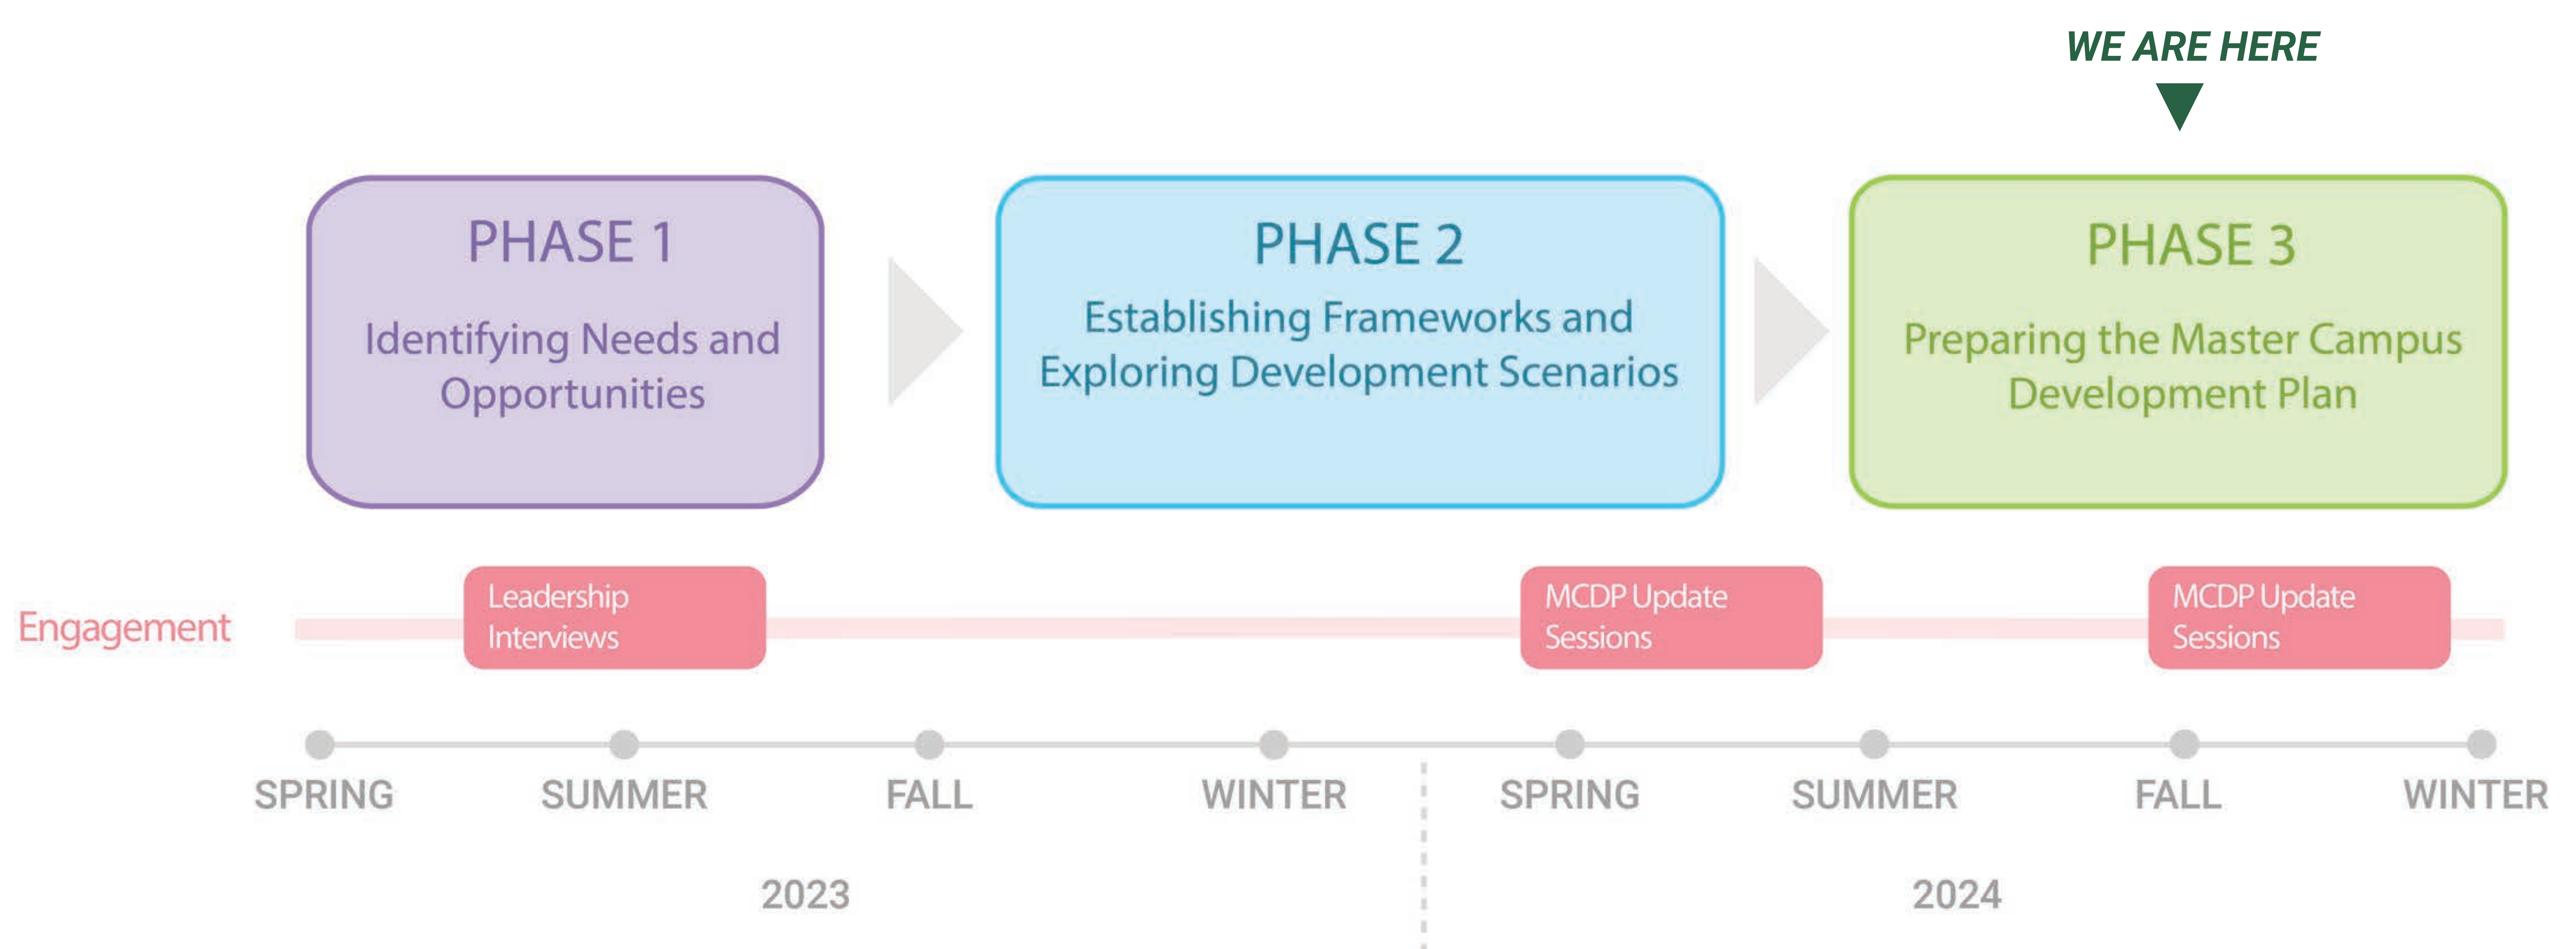 WE ARE HERE
PHASE 1
Identifying Needs and
Opportunities
PHASE 2
Establishing Frameworks and
Exploring Development Scenarios
PHASE 3
Preparing the Master Campus
Development Plan
Engagement
Leadership
Interviews
MCDP Update
Sessions
MCDP Update
Sessions
SPRING
SUMMER
FALL
WINTER
SPRING
SUMMER
FALL
WINTER
2023
2024